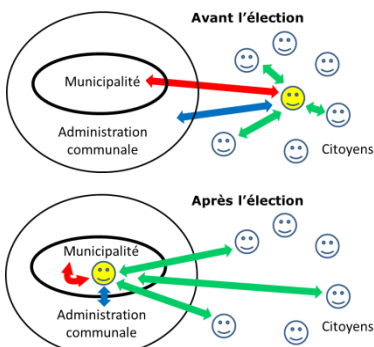 Avant l’élection
Municipalité
Administration
communale
Citoyens
Après l’élection
Municipalité
Administration
communale
Citoyens